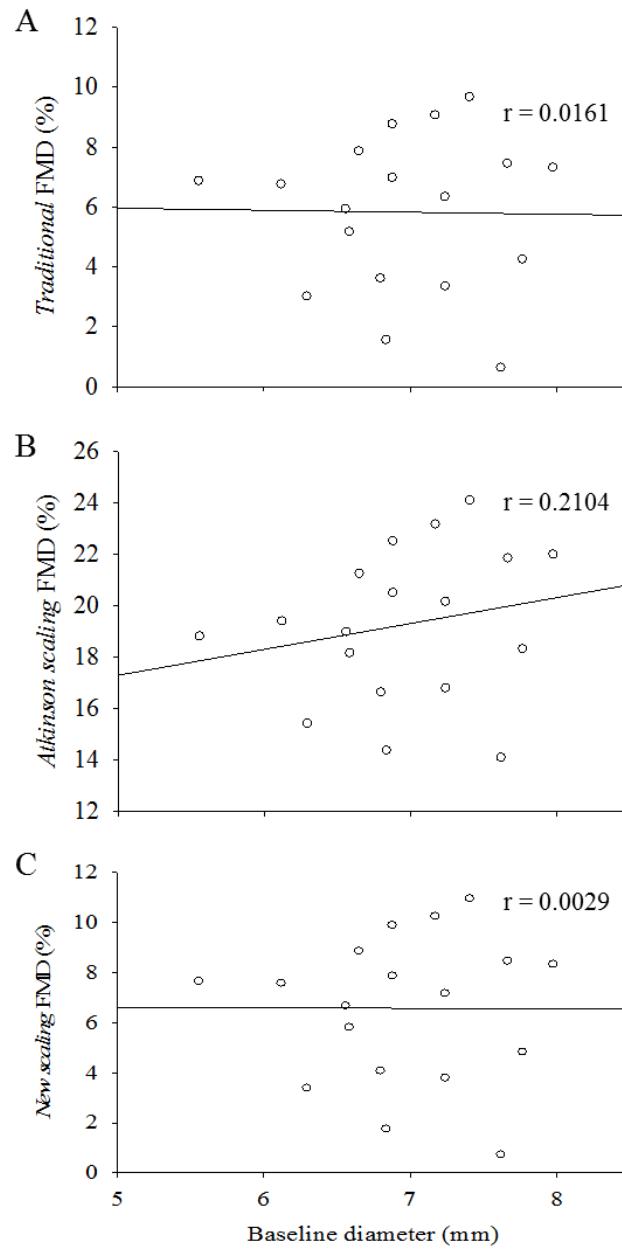 A
12
10
8
6
4
2
0
Traditional FMD (%)
r = 0.0161
B
26
24
22
20
18
16
14
12
Atkinson scaling FMD (%)
r = 0.2104
C
12
10
8
6
4
2
0
New scaling FMD (%)
r = 0.0029
5 6 7 8
Baseline diameter (mm)